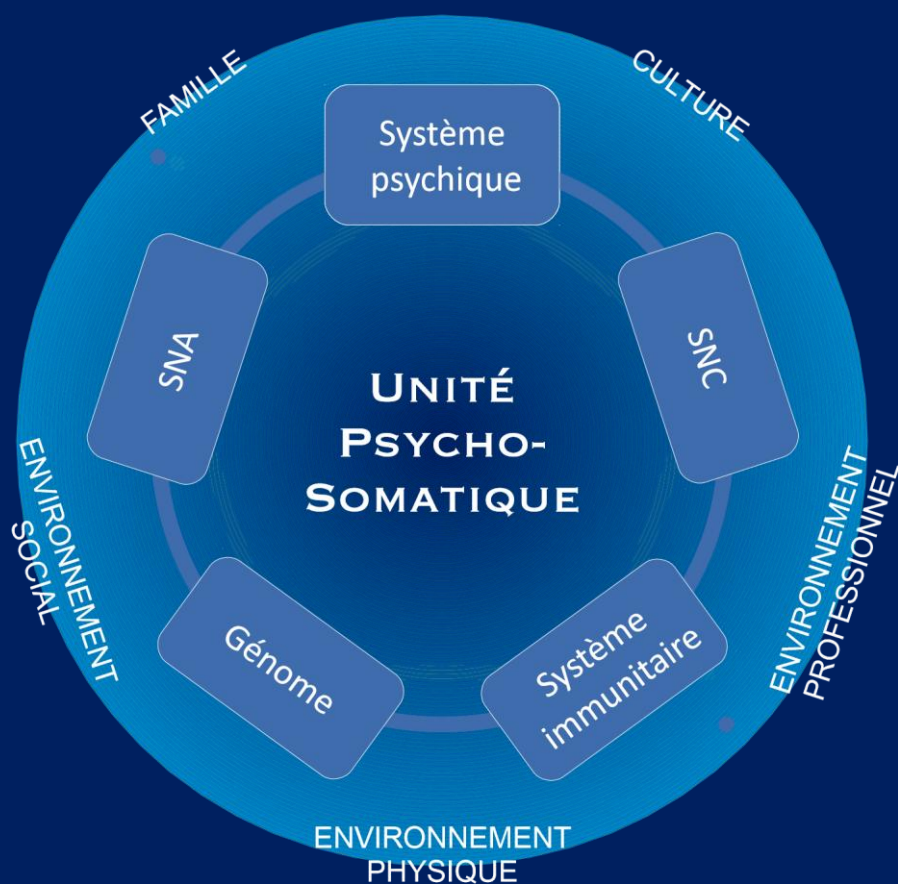 FAMILLE
CULTURE
Système
psychique
SNA
SNC
UNITÉ
PSYCHO-
SOMATIQUE
ENVIRONNEMENT
SOCIAL
ENVIRONNEMENT
PROFESSIONNEL
Génome
Système
immunitaire
ENVIRONNEMENT
PHYSIQUE